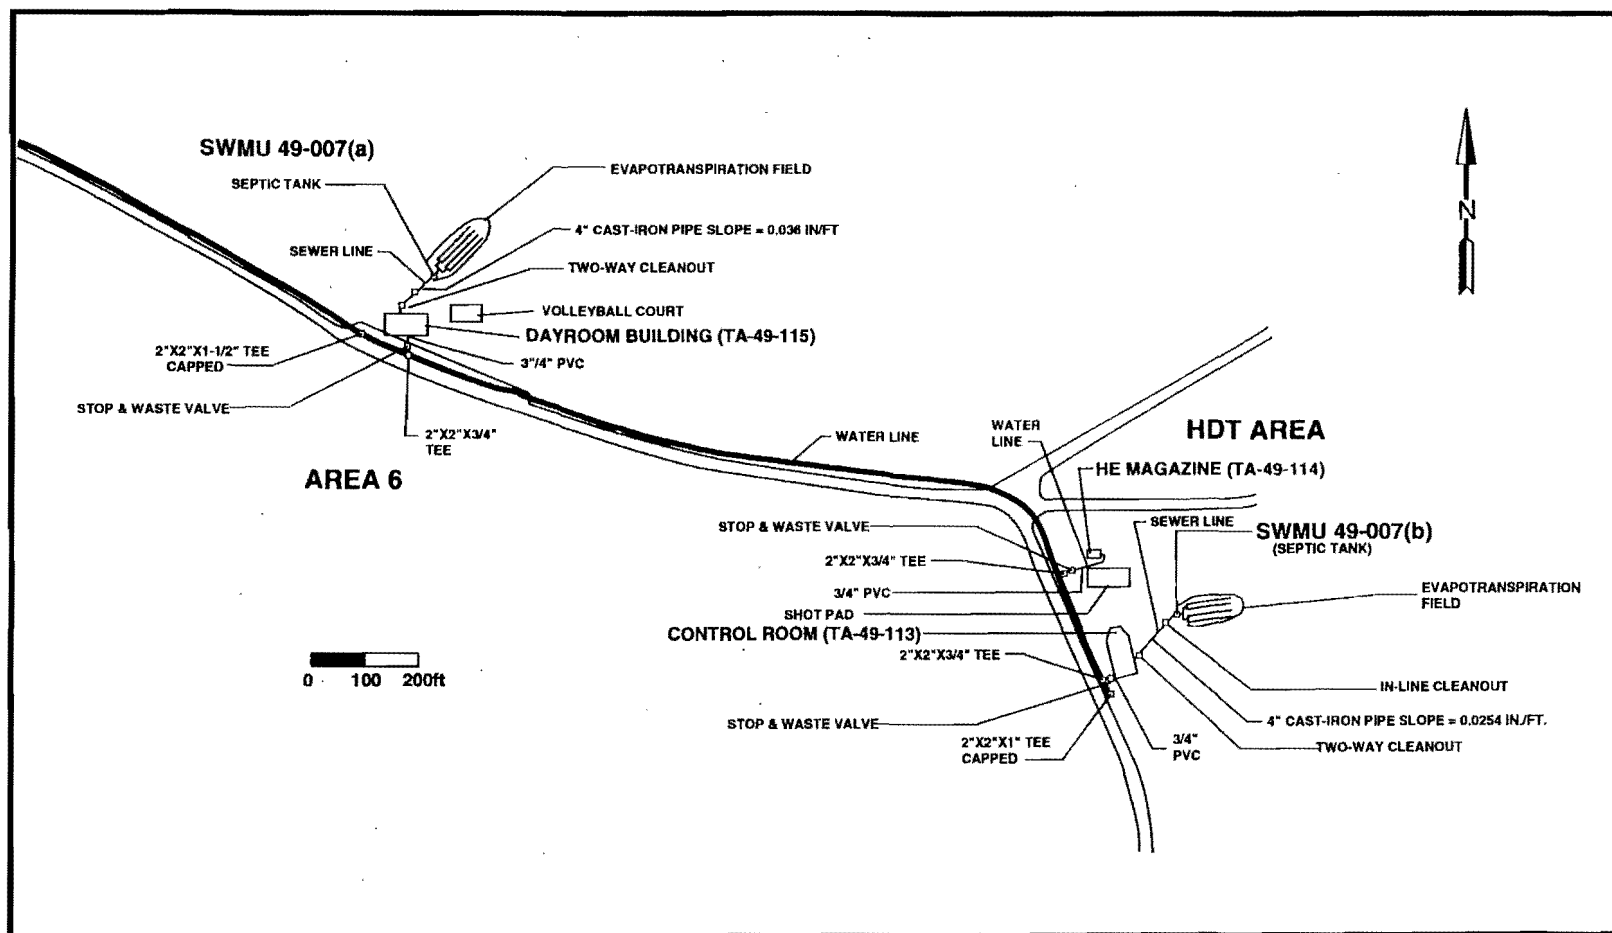 SWMU 49-007(a)
SEPTIC TANK
EVAPOTRANSPIRATION FIELD
4" CAST-IRON PIPE SLOPE = 0.036 IN/FT
SEWER LINE
TWO-WAY CLEANOUT
VOLLEYBALL COURT
DAYROOM BUILDING (TA-49-115)
2"X2"X1-1/2" TEE
CAPPED
3"/4" PVC
STOP & WASTE VALVE
2"X2"X3/4"
TEE
AREA 6
WATER LINE
N
WATER
LINE
HDT AREA
HE MAGAZINE (TA-49-114)
STOP & WASTE VALVE
SEWER LINE
SWMU 49-007(b)
(SEPTIC TANK)
2"X2"X3/4" TEE
3/4" PVC
EVAPOTRANSPIRATION
FIELD
SHOT PAD
CONTROL ROOM (TA-49-113)
2"X2"X3/4" TEE
0 100 200ft
IN-LINE CLEANOUT
STOP & WASTE VALVE
4" CAST-IRON PIPE SLOPE = 0.0254 IN./FT.
2"X2"X1" TEE
CAPPED
3/4"
PVC
TWO-WAY CLEANOUT